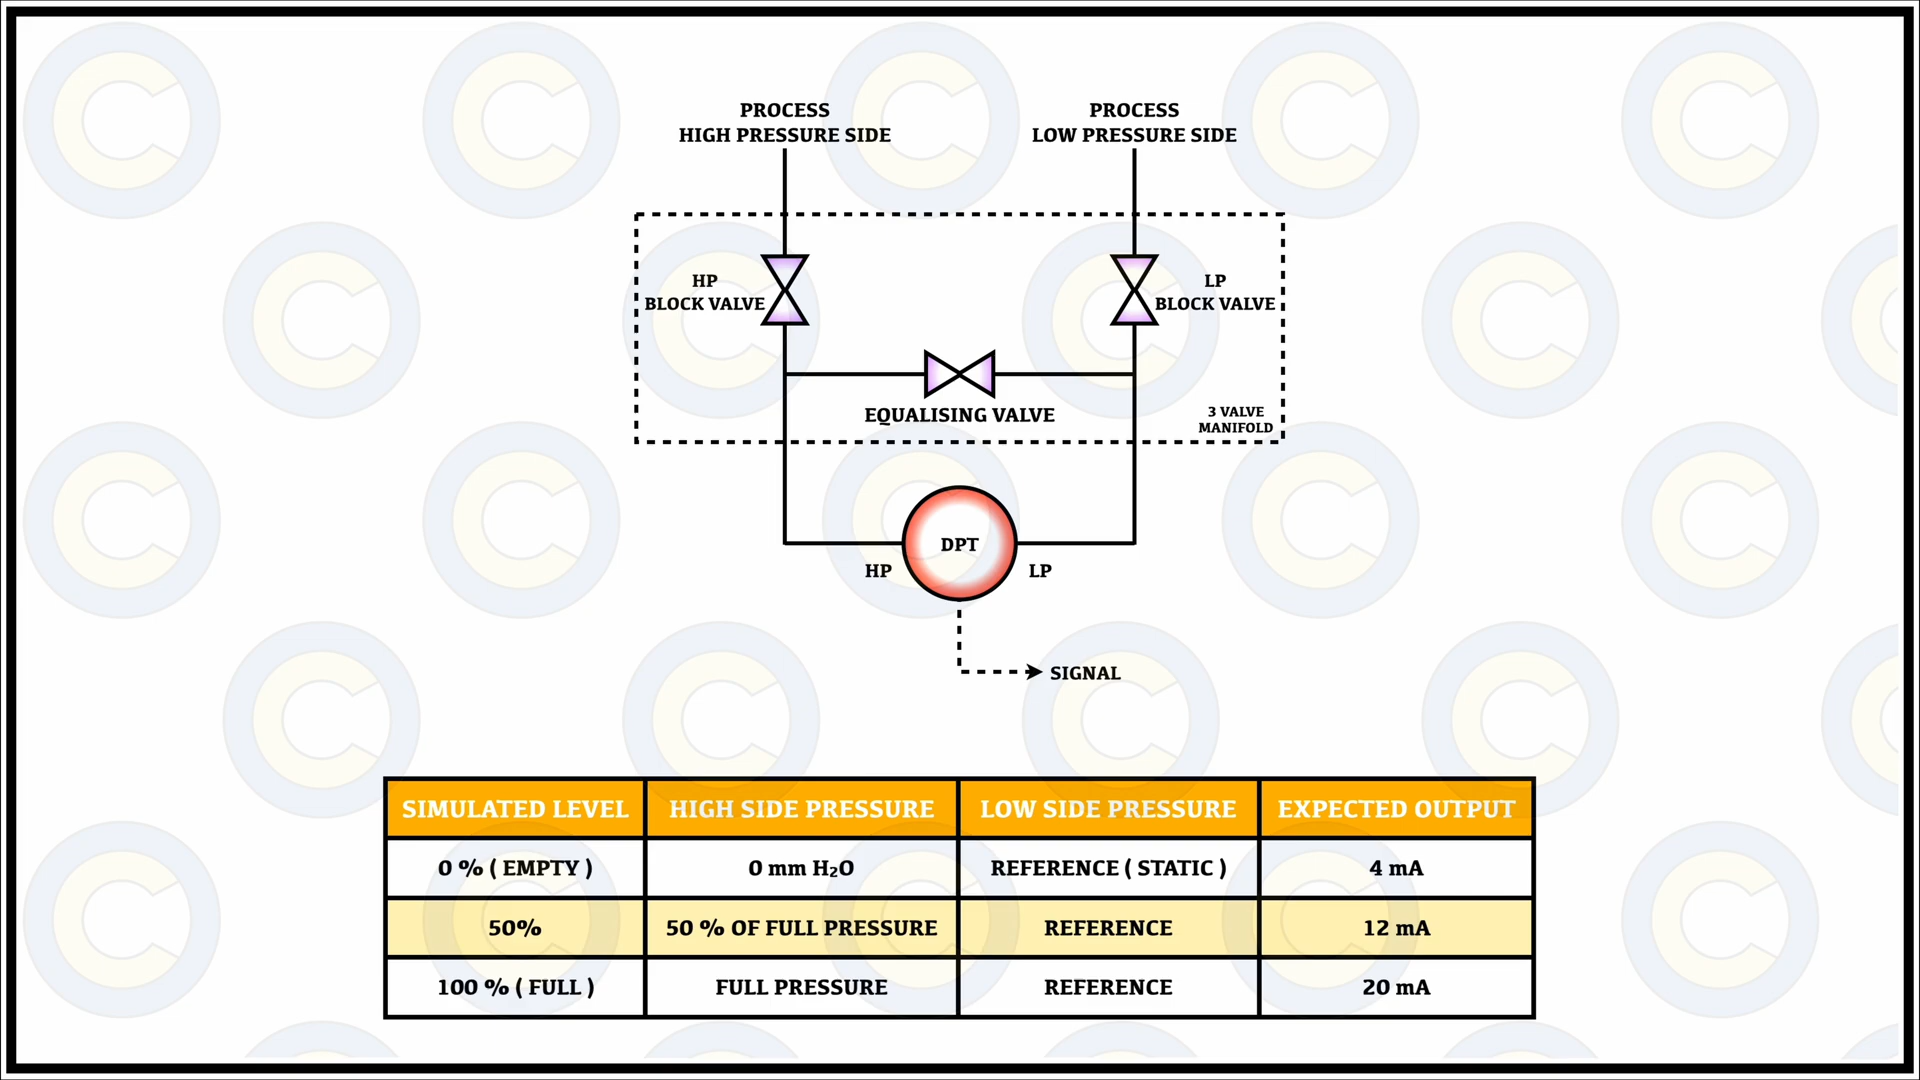 PROCESS
HIGH PRESSURE SIDE
PROCESS
LOW PRESSURE SIDE
HP
BLOCK VALVE
LP
BLOCK VALVE
EQUALISING VALVE
3 VALVE
MANIFOLD
DPT
HP
LP
SIGNAL
SIMULATED LEVEL HIGH SIDE PRESSURE LOW SIDE PRESSURE EXPECTED OUTPUT
0 % ( EMPTY ) 0 mm H₂O REFERENCE ( STATIC ) 4 mA
50% 50 % OF FULL PRESSURE REFERENCE 12 mA
100 % ( FULL ) FULL PRESSURE REFERENCE 20 mA